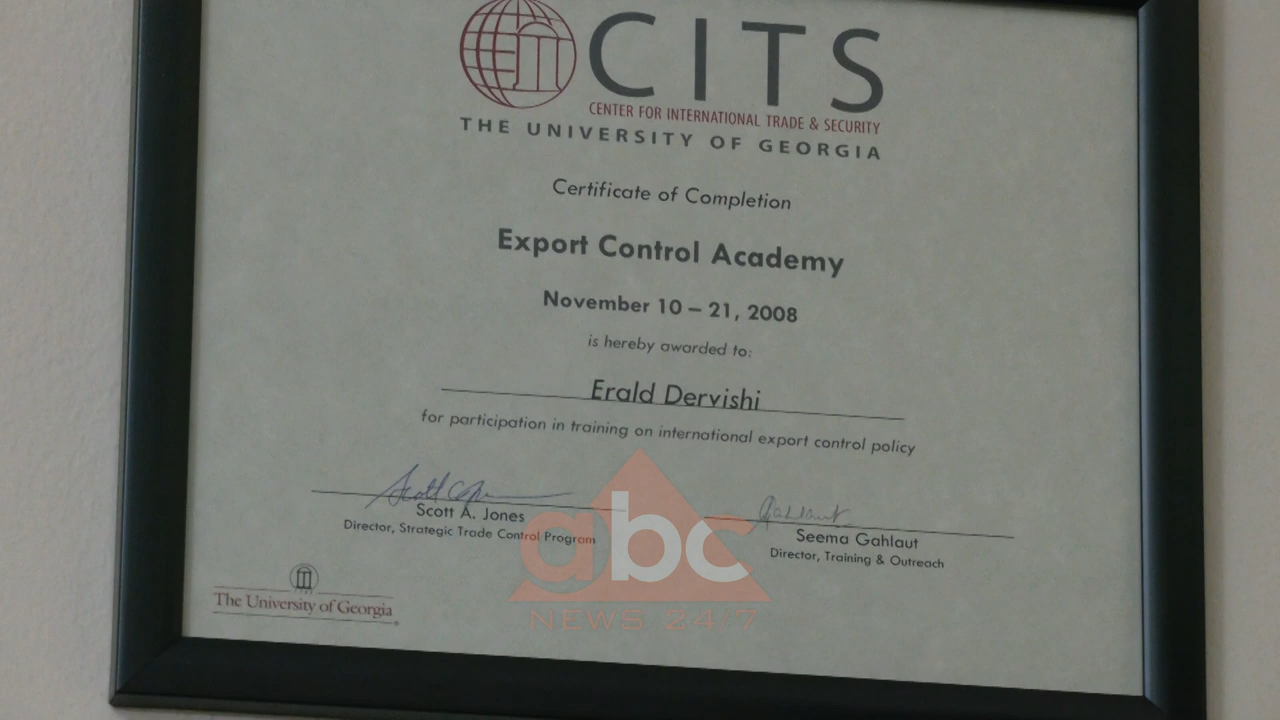 CITS
CENTER FOR INTERNATIONAL TRADE & SECURITY
THE UNIVERSITY OF GEORGIA
Certificate of Completion
Export Control Academy
November 10 – 21, 2008
is hereby awarded to:
Erald Dervishi
for participation in training on international export control policy
Scott A. Jones
Director, Strategic Trade Control Program
Gahlaut
Seema Gahlaut
Director, Training & Outreach
The University of Georgia
abc
NEWS 24/7